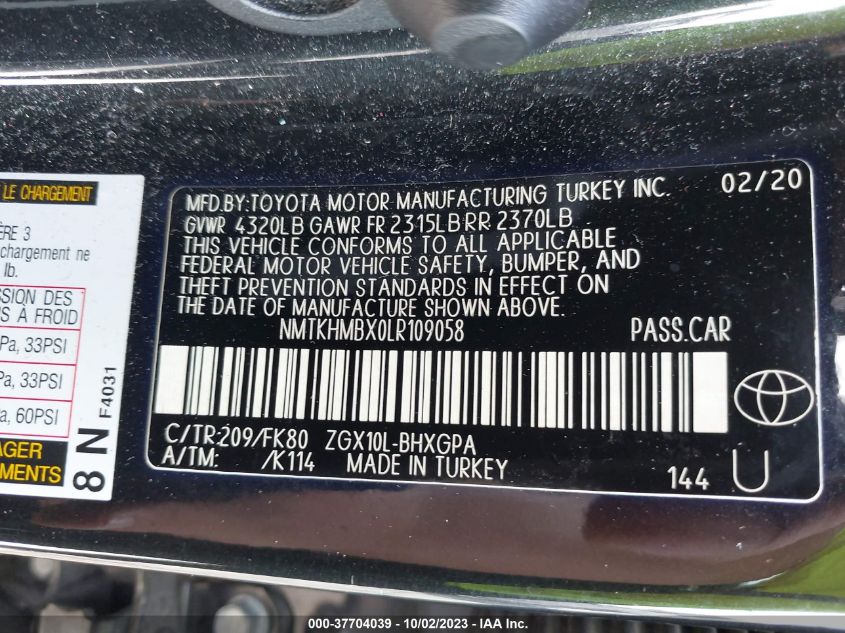 LE CHARGEMENT
ÈRE 3
chargement ne
lb.
SSION DES
S À FROID
Pa, 33PSI
Pa, 33PSI
a, 60PSI
AGER
EMENTS
8 N F4031
MFD.BY:TOYOTA MOTOR MANUFACTURING TURKEY INC. 02/20
GVWR 4320LB GAWR FR 2315LB RR 2370LB
THIS VEHICLE CONFORMS TO ALL APPLICABLE
FEDERAL MOTOR VEHICLE SAFETY, BUMPER, AND
THEFT PREVENTION STANDARDS IN EFFECT ON
THE DATE OF MANUFACTURE SHOWN ABOVE.
NMTKHMBX0LR109058 PASS.CAR
C/TR:209/FK80 ZGX10L-BHXGPA
A/TM: /K114 MADE IN TURKEY 144 U
000-37704039 - 10/02/2023 - IAAI Inc.